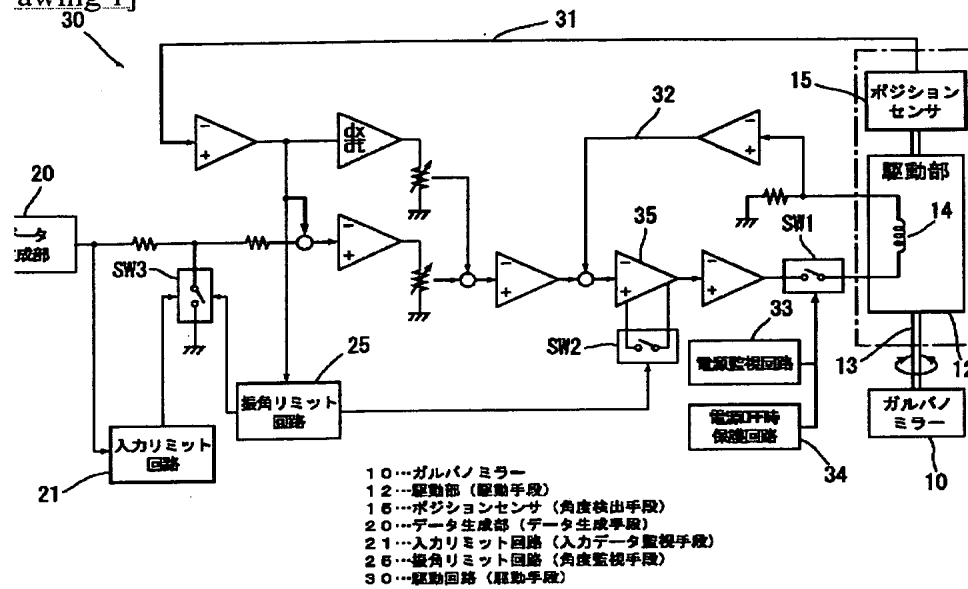 awing 1]
30
31
15
ポジション
センサ
32
dx
dt
20
駆動部
データ
生成部
35
SW1
14
SW3
33
SW2
25
電源監視回路
13
12
振角リミット
回路
電源OFF時
保護回路
ガルバノ
ミラー
入力リミット
回路
21
34
10
10…ガルバノミラー
12…駆動部（駆動手段）
15…ポジションセンサ（角度検出手段）
20…データ生成部（データ生成手段）
21…入力リミット回路（入力データ監視手段）
25…振角リミット回路（角度監視手段）
30…駆動回路（駆動手段）